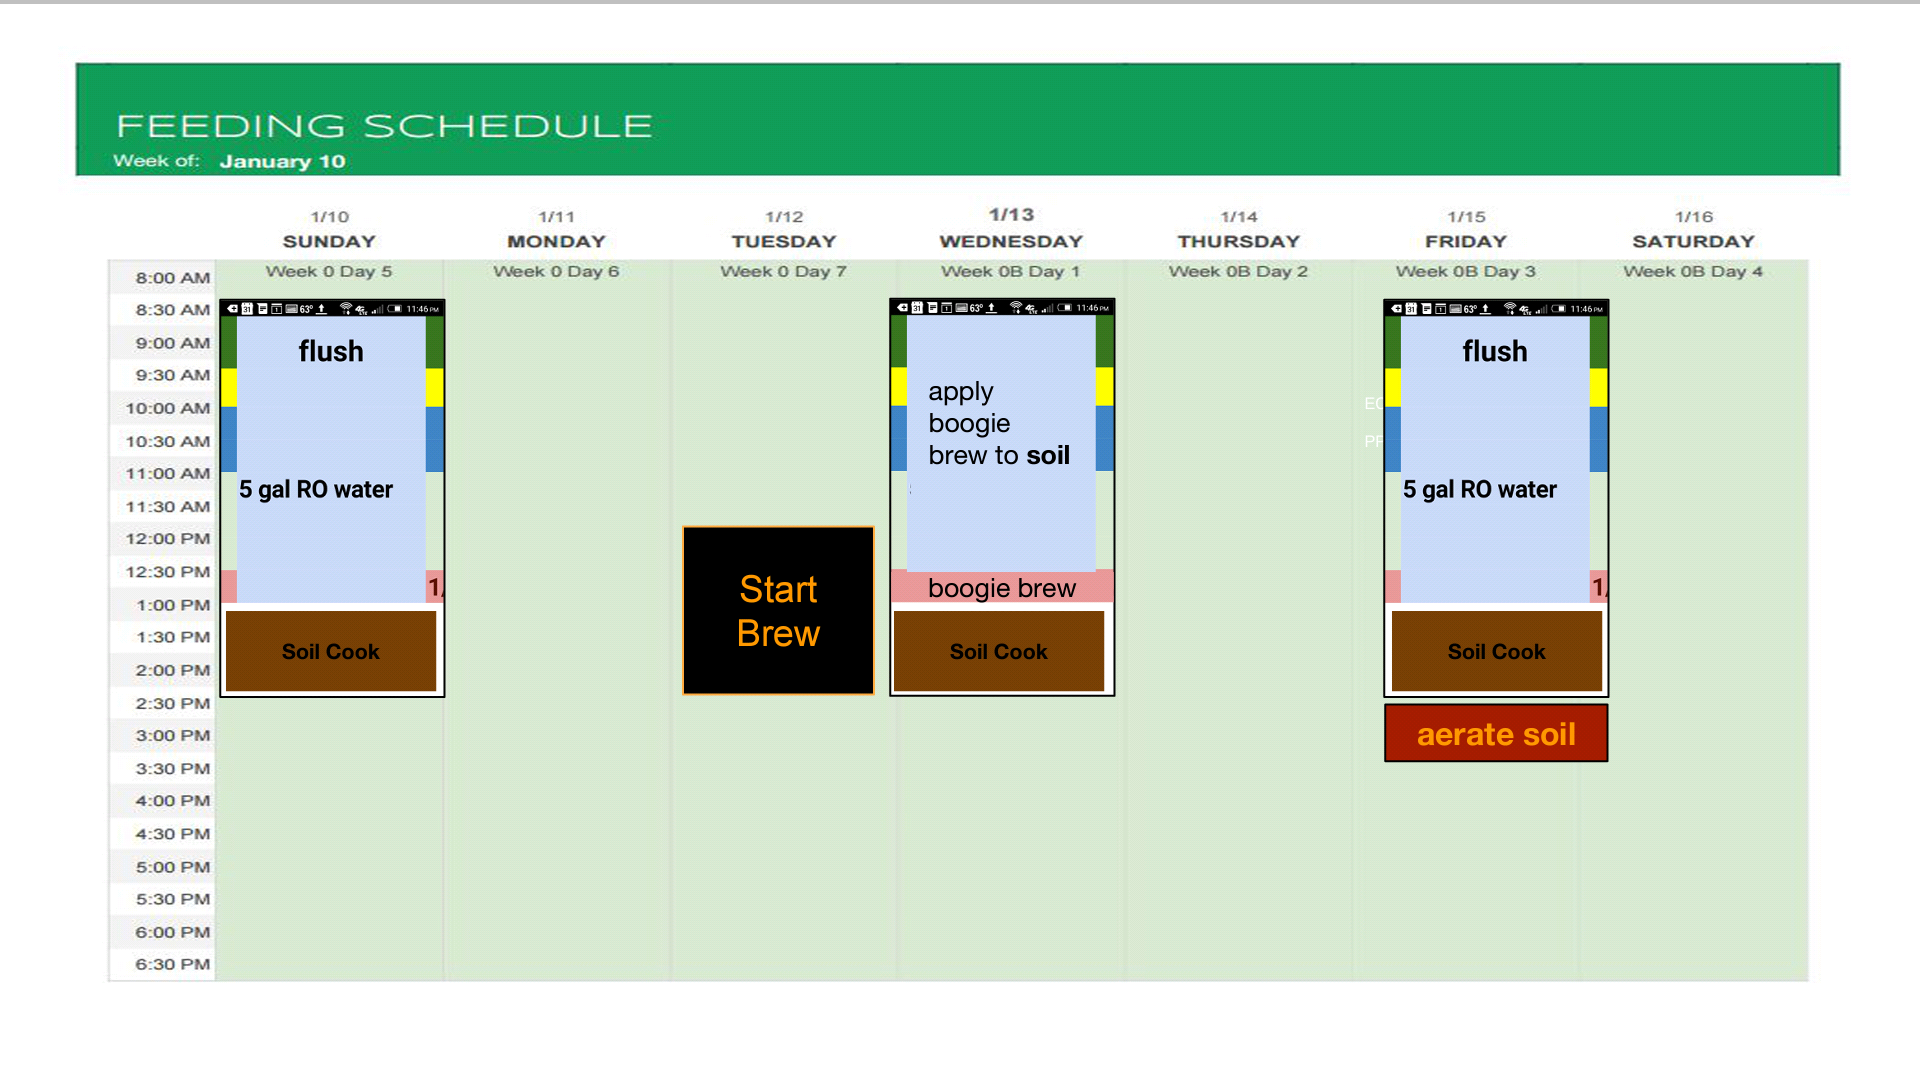 FEEDING SCHEDULE
Week of: January 10
1/10
SUNDAY
1/11
MONDAY
1/12
TUESDAY
1/13
WEDNESDAY
1/14
THURSDAY
1/15
FRIDAY
1/16
SATURDAY
Week 0 Day 5
Week 0 Day 6
Week 0 Day 7
Week 0B Day 1
Week 0B Day 2
Week 0B Day 3
Week 0B Day 4
8:00 AM
8:30 AM
9:00 AM
9:30 AM
10:00 AM
10:30 AM
11:00 AM
11:30 AM
12:00 PM
12:30 PM
1:00 PM
1:30 PM
2:00 PM
2:30 PM
3:00 PM
3:30 PM
4:00 PM
4:30 PM
5:00 PM
5:30 PM
6:00 PM
6:30 PM
31 63° 4G 11:46 PM
flush
5 gal RO water
1/
Soil Cook
Start
Brew
31 63° 4G 11:46 PM
apply
boogie
brew to soil
boogie brew
Soil Cook
31 63° 4G 11:46 PM
flush
EC
5 gal RO water
1/
Soil Cook
aerate soil